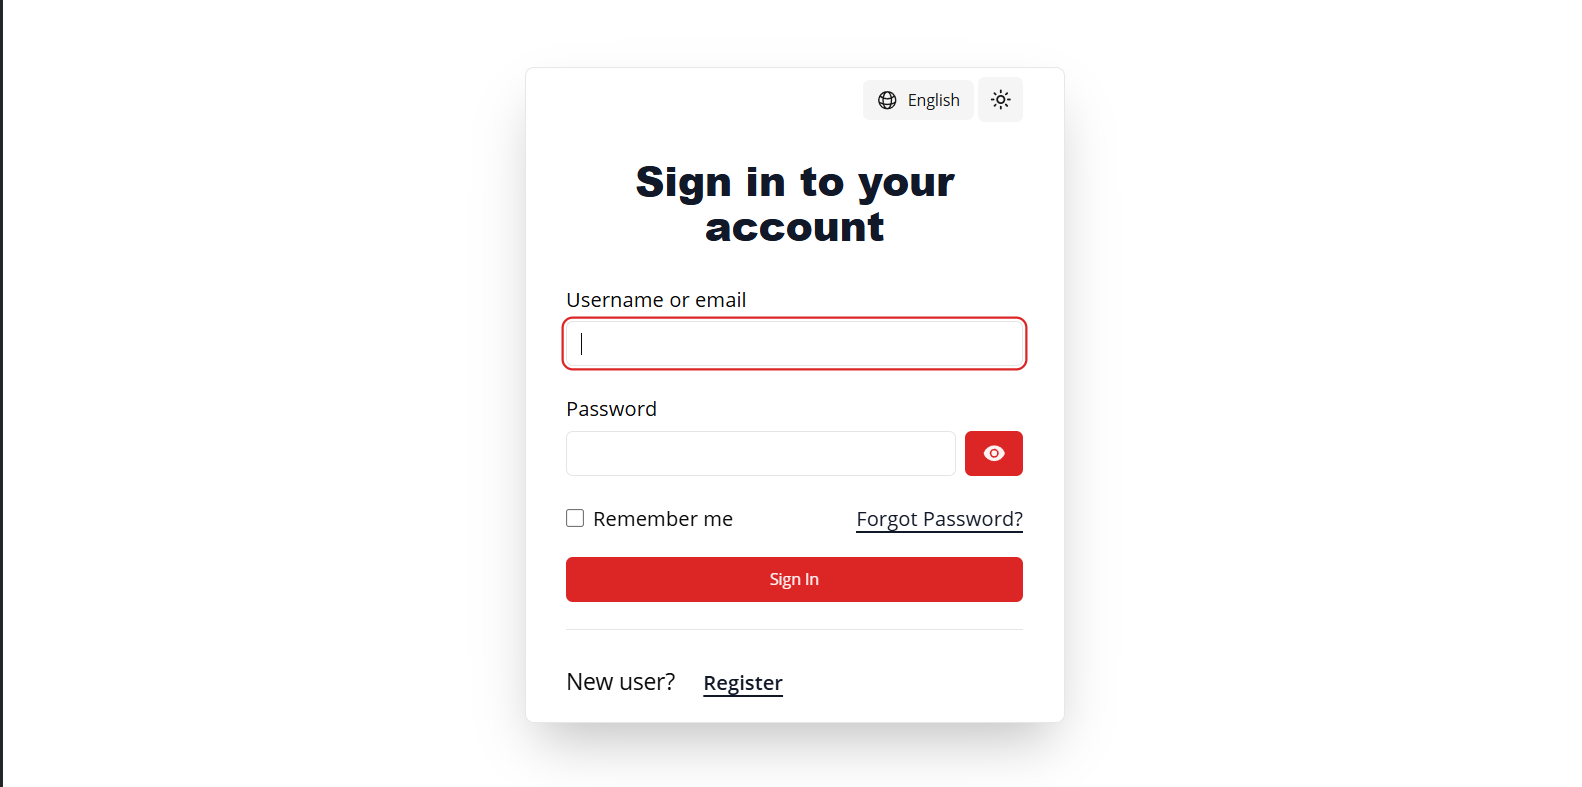 English
Sign in to your
account
Username or email
Password
Remember me
Forgot Password?
Sign In
New user?
Register